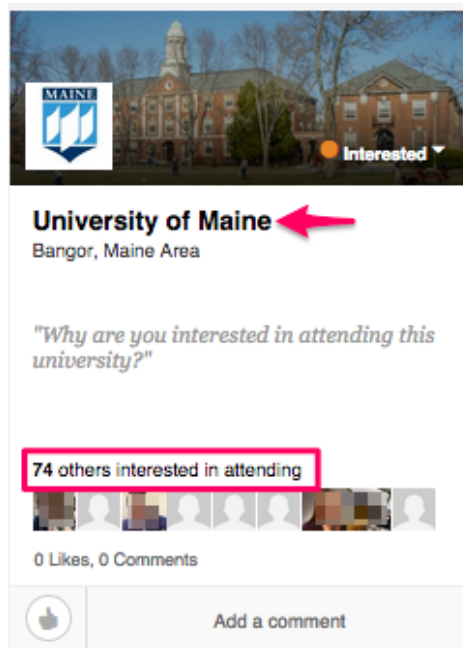 MAINE
Interested
University of Maine
Bangor, Maine Area
"Why are you interested in attending this
university?"
74 others interested in attending
0 Likes, 0 Comments
Add a comment